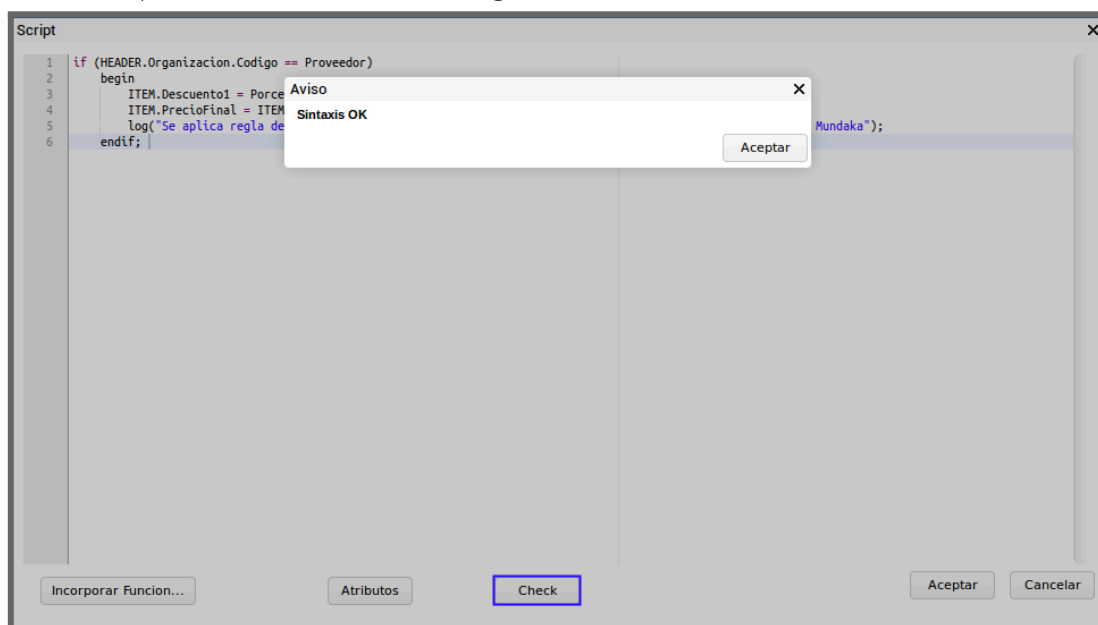 Script
1 if (HEADER.Organizacion.Codigo == Proveedor)
2 begin
3 ITEM.Descuento1 = Porce
4 ITEM.PrecioFinal = ITEM
5 log("Se aplica regla de Mundaka");
6 endif;
Aviso
Sintaxis OK
Aceptar
Incorporar Funcion...
Atributos
Check
Aceptar
Cancelar